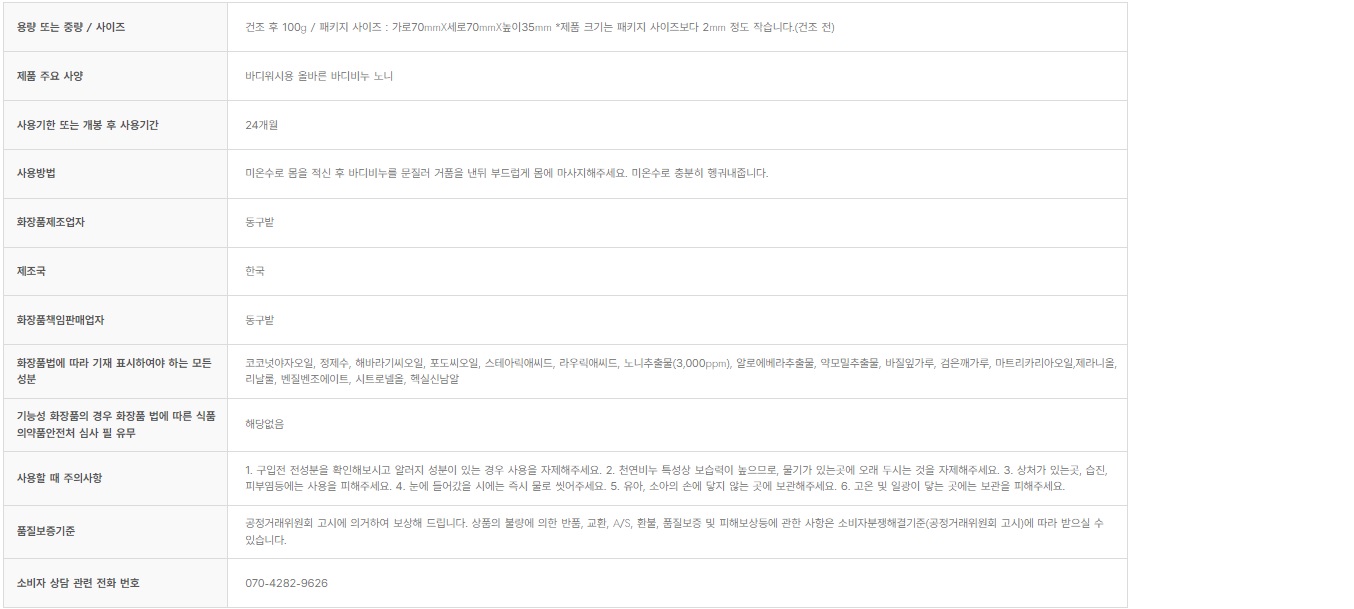 용량 또는 중량 / 사이즈
건조 후 100g / 패키지 사이즈 : 가로70mmX세로70mmX높이35mm *제품 크기는 패키지 사이즈보다 2mm 정도 작습니다.(건조 전)
제품 주요 사양
바디워시용 올바른 바디비누 노니
사용기한 또는 개봉 후 사용기간
24개월
사용방법
미온수로 몸을 적신 후 바디비누를 문질러 거품을 낸뒤 부드럽게 몸에 마사지해주세요. 미온수로 충분히 헹궈내줍니다.
화장품제조업자
동구밭
제조국
한국
화장품책임판매업자
동구밭
화장품법에 따라 기재 표시하여야 하는 모든
성분
코코넛야자오일, 정제수, 해바라기씨오일, 포도씨오일, 스테아릭애씨드, 라우릭애씨드, 노니추출물(3,000ppm), 알로에베라추출물, 약모밀추출물, 바질잎가루, 검은깨가루, 마트리카리아오일,제라니올,
리날룰, 벤질벤조에이트, 시트로넬올, 헥실신남알
기능성 화장품의 경우 화장품 법에 따른 식품
의약품안전처 심사 필 유무
해당없음
사용할 때 주의사항
1. 구입전 전성분을 확인해보시고 알러지 성분이 있는 경우 사용을 자제해주세요. 2. 천연비누 특성상 보습력이 높으므로, 물기가 있는곳에 오래 두시는 것을 자제해주세요. 3. 상처가 있는곳, 습진,
피부염등에는 사용을 피해주세요. 4. 눈에 들어갔을 시에는 즉시 물로 씻어주세요. 5. 유아, 소아의 손에 닿지 않는 곳에 보관해주세요. 6. 고온 및 일광이 닿는 곳에는 보관을 피해주세요.
품질보증기준
공정거래위원회 고시에 의거하여 보상해 드립니다. 상품의 불량에 의한 반품, 교환, A/S, 환불, 품질보증 및 피해보상등에 관한 사항은 소비자분쟁해결기준(공정거래위원회 고시)에 따라 받으실 수
있습니다.
소비자 상담 관련 전화 번호
070-4282-9626